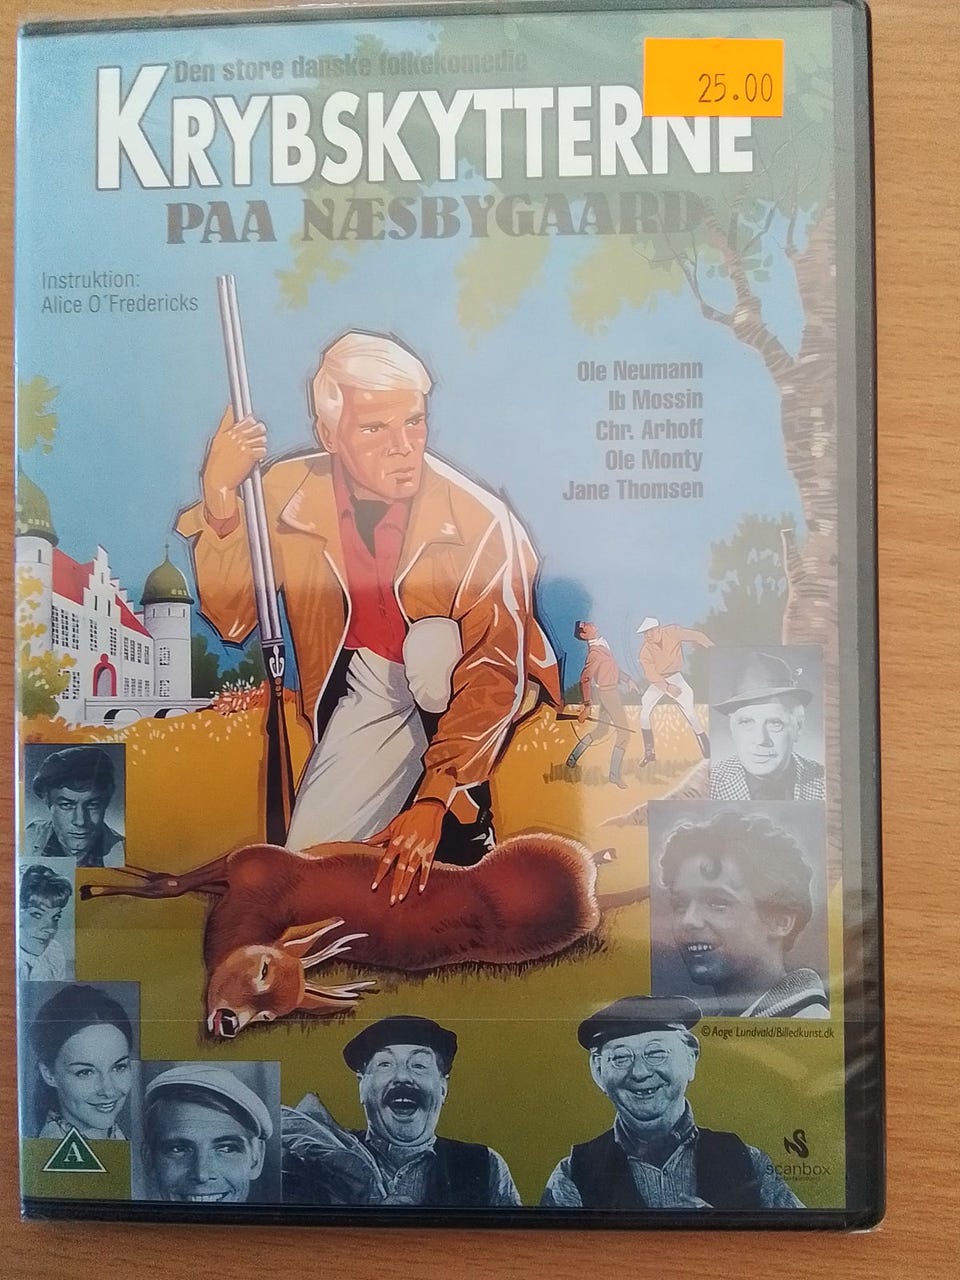 Den store danske folkekomedie
25.00
KRYBSKYTTERNE
PAA NÆSBYGAARD
Instruktion:
Alice O´Fredericks
Ole Neumann
Ib Mossin
Chr. Arhoff
Ole Monty
Jane Thomsen
© Aage Lundvald/Billedkunst.dk
A
scanbox
entertainment